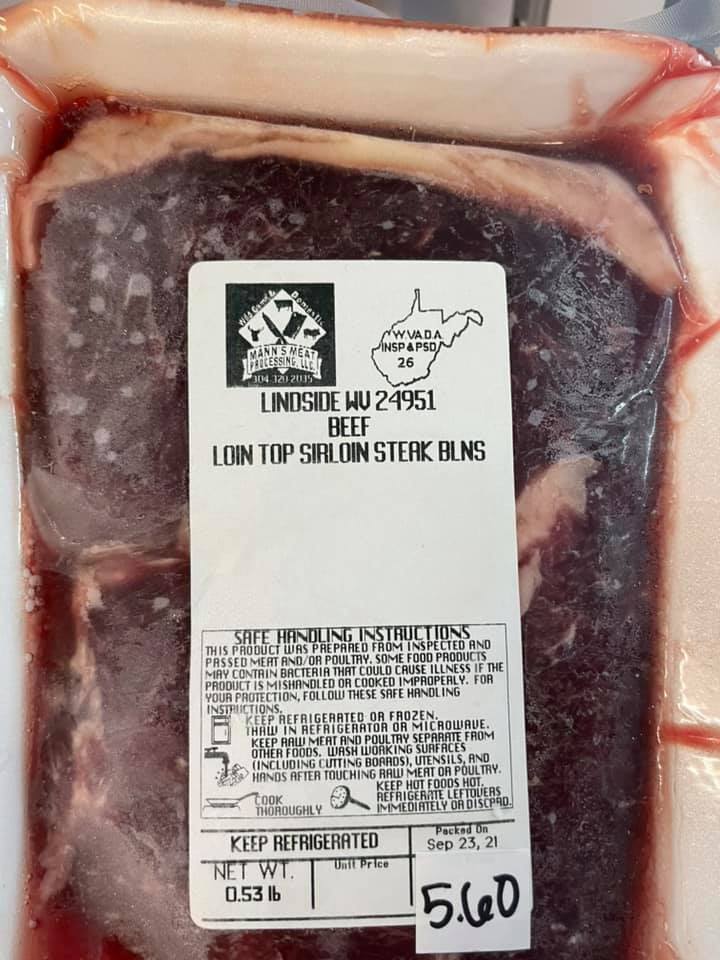 Wild Game & Domestic
MANN'S MEAT
PROCESSING, LLC.
304 320 2035
W.VA.D.A.
INSP & PSD
26
LINDSIDE WV 24951
BEEF
LOIN TOP SIRLOIN STEAK BLNS
SAFE HANDLING INSTRUCTIONS
THIS PRODUCT WAS PREPARED FROM INSPECTED AND
PASSED MEAT AND/OR POULTRY. SOME FOOD PRODUCTS
MAY CONTAIN BACTERIA THAT COULD CAUSE ILLNESS IF THE
PRODUCT IS MISHANDLED OR COOKED IMPROPERLY. FOR
YOUR PROTECTION, FOLLOW THESE SAFE HANDLING
INSTRUCTIONS.
KEEP REFRIGERATED OR FROZEN.
THAW IN REFRIGERATOR OR MICROWAVE.
KEEP RAW MEAT AND POULTRY SEPARATE FROM
OTHER FOODS. WASH WORKING SURFACES
(INCLUDING CUTTING BOARDS), UTENSILS, AND
HANDS AFTER TOUCHING RAW MEAT OR POULTRY.
COOK
THOROUGHLY
KEEP HOT FOODS HOT.
REFRIGERATE LEFTOVERS
IMMEDIATELY OR DISCARD.
KEEP REFRIGERATED
Packed On
Sep 23, 21
NET WT.
0.53 lb
Unit Price
5.60